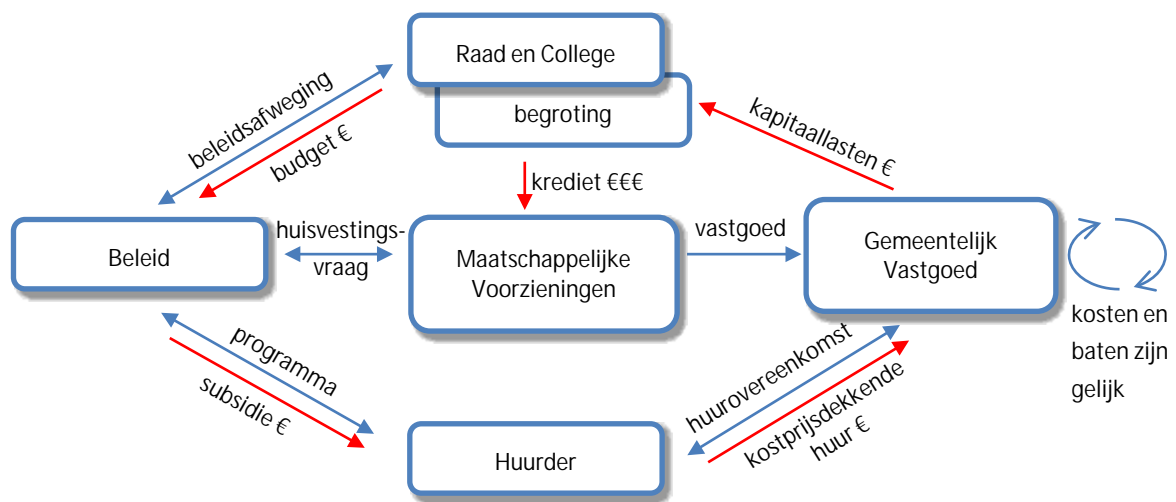 Raad en College
begroting
beleidsafweging
budget €
kapitaallasten €
krediet €€€
Beleid
huisvestings-
vraag
Maatschappelijke
Voorzieningen
vastgoed
Gemeentelijk
Vastgoed
kosten en
baten zijn
gelijk
programma
subsidie €
huurovereenkomst
kostprijsdekkende
huur €
Huurder